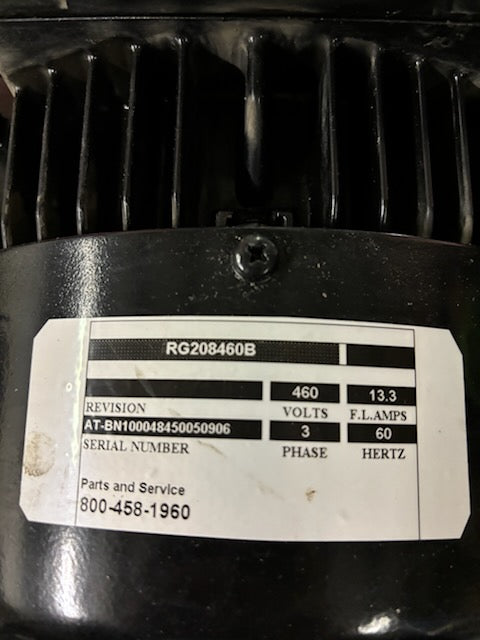 RG208460B
460 13.3
REVISION VOLTS F.L.AMPS
AT-BN100048450050906 3 60
SERIAL NUMBER PHASE HERTZ
Parts and Service
800-458-1960